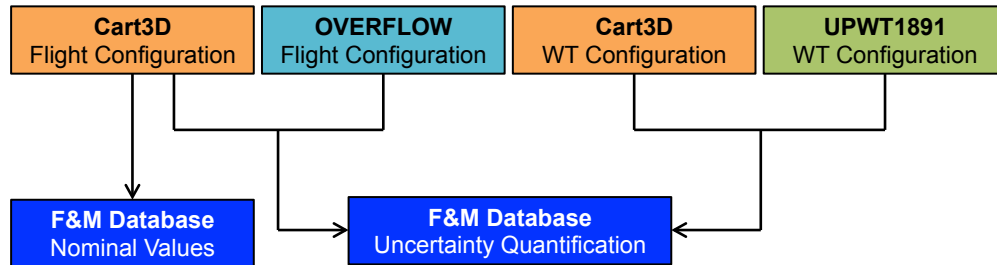 Cart3D
Flight Configuration
OVERFLOW
Flight Configuration
Cart3D
WT Configuration
UPWT1891
WT Configuration
F&M Database
Nominal Values
F&M Database
Uncertainty Quantification